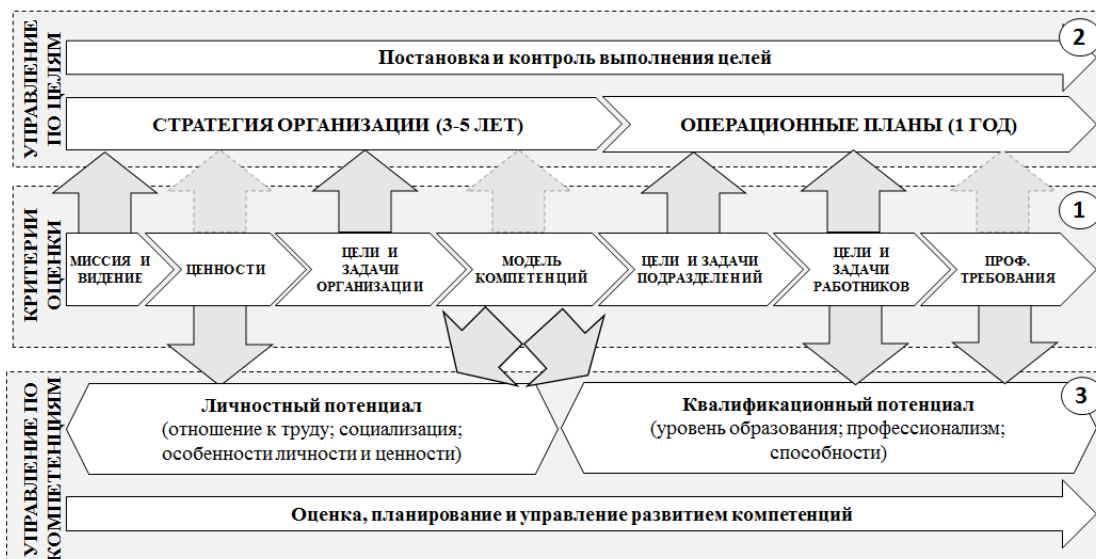 УПРАВЛЕНИЕ
ПО ЦЕЛЯМ
2
Постановка и контроль выполнения целей
СТРАТЕГИЯ ОРГАНИЗАЦИИ (3-5 ЛЕТ)
ОПЕРАЦИОННЫЕ ПЛАНЫ (1 ГОД)
КРИТЕРИИ
ОЦЕНКИ
1
МИССИЯ И
ВИДЕНИЕ
ЦЕННОСТИ
ЦЕЛИ И
ЗАДАЧИ
ОРГАНИЗАЦИИ
МОДЕЛЬ
КОМПЕТЕНЦИЙ
ЦЕЛИ И ЗАДАЧИ
ПОДРАЗДЕЛЕНИЙ
ЦЕЛИ И
ЗАДАЧИ
РАБОТНИКОВ
ПРОФ.
ТРЕБОВАНИЯ
УПРАВЛЕНИЕ ПО
КОМПЕТЕНЦИЯМ
3
Личностный потенциал
(отношение к труду; социализация;
особенности личности и ценности)
Квалификационный потенциал
(уровень образования; профессионализм;
способности)
Оценка, планирование и управление развитием компетенций